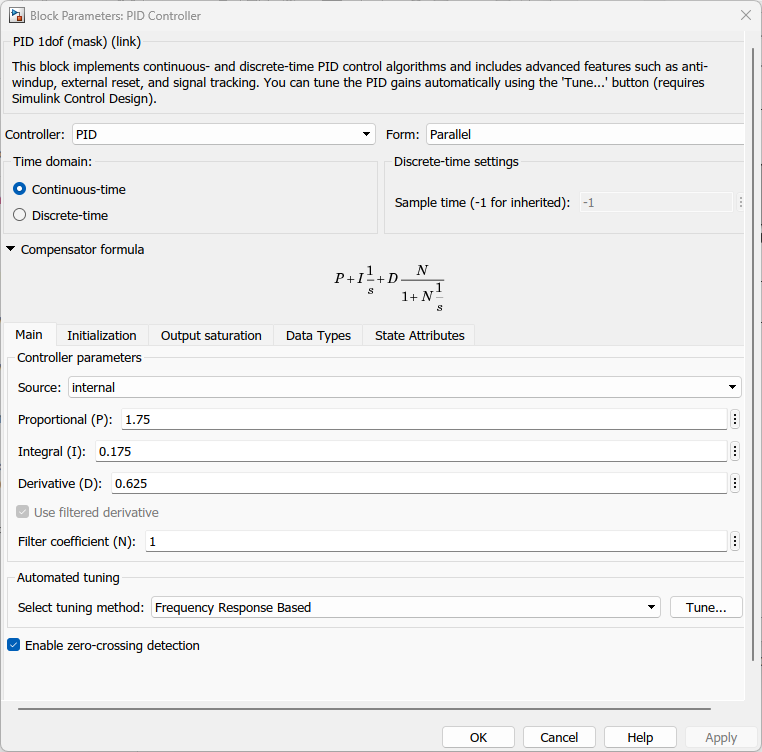 Block Parameters: PID Controller
PID 1dof (mask) (link)
This block implements continuous- and discrete-time PID control algorithms and includes advanced features such as anti-
windup, external reset, and signal tracking. You can tune the PID gains automatically using the 'Tune...' button (requires
Simulink Control Design).
Controller: PID Form: Parallel
Time domain: Discrete-time settings
Continuous-time
Sample time (-1 for inherited): -1
Discrete-time
Compensator formula
P + I 1/s + D N/(1 + N 1/s)
Main Initialization Output saturation Data Types State Attributes
Controller parameters
Source: internal
Proportional (P): 1.75
Integral (I): 0.175
Derivative (D): 0.625
Use filtered derivative
Filter coefficient (N): 1
Automated tuning
Select tuning method: Frequency Response Based Tune...
Enable zero-crossing detection
OK Cancel Help Apply